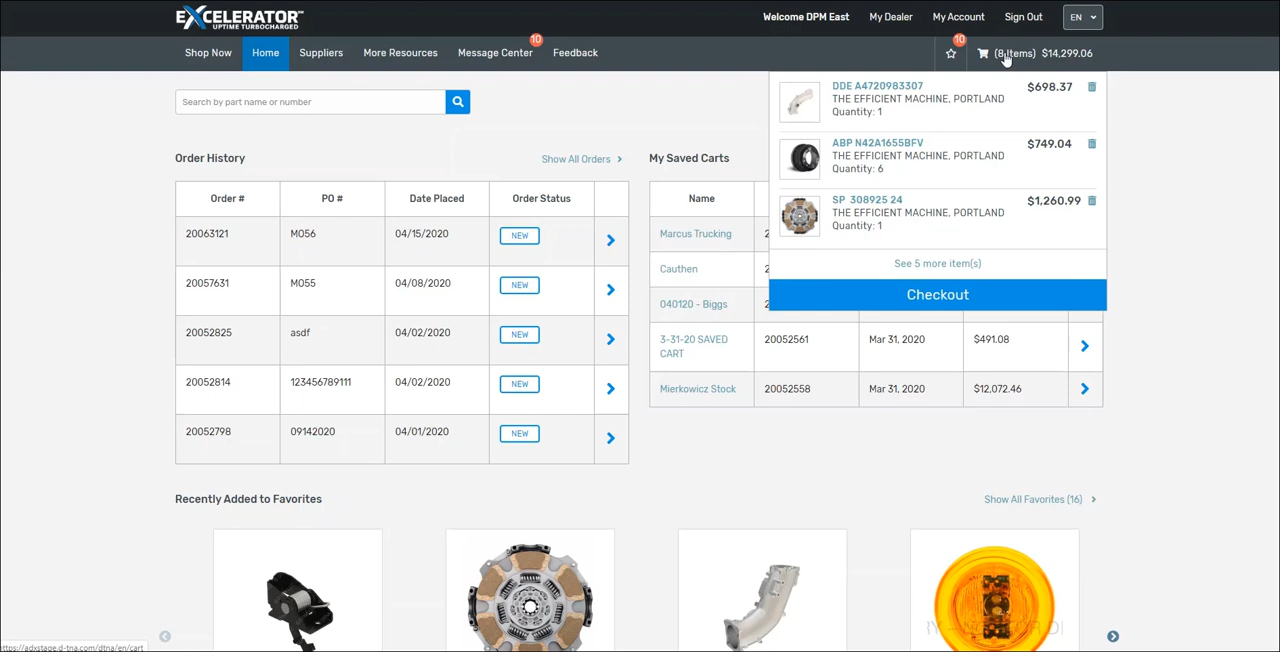 EXCELERATOR
UPTIME TURBOCHARGED
Welcome DPM East
My Dealer
My Account
Sign Out
EN
Shop Now
Home
Suppliers
More Resources
Message Center
10
Feedback
10
(8 Items) $14,299.06
Search by part name or number
DDE A4720983307
$698.37
THE EFFICIENT MACHINE, PORTLAND
Quantity: 1
ABP N42A1655BFV
$749.04
THE EFFICIENT MACHINE, PORTLAND
Quantity: 6
SP 308925 24
$1,260.99
THE EFFICIENT MACHINE, PORTLAND
Quantity: 1
See 5 more item(s)
Checkout
Order History
Show All Orders
Order #
PO #
Date Placed
Order Status
20063121
M056
04/15/2020
NEW
20057631
M055
04/08/2020
NEW
20052825
asdf
04/02/2020
NEW
20052814
123456789111
04/02/2020
NEW
20052798
09142020
04/01/2020
NEW
My Saved Carts
Name
Marcus Trucking
2
Cauthen
2
040120 - Biggs
3-31-20 SAVED
CART
20052561
Mar 31, 2020
$491.08
Mierkowicz Stock
20052558
Mar 31, 2020
$12,072.46
Recently Added to Favorites
Show All Favorites (16)
https://adxstage.d-tna.com/dtna/en/cart